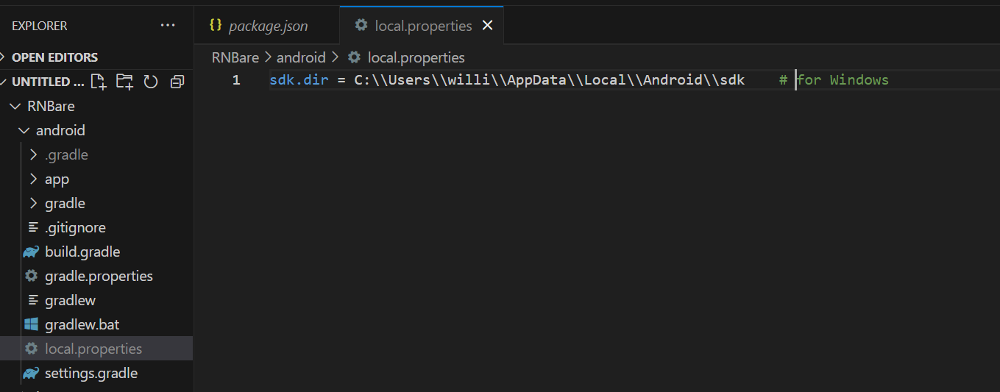 EXPLORER ···
OPEN EDITORS
UNTITLED ...
RNBare
android
.gradle
app
gradle
.gitignore
build.gradle
gradle.properties
gradlew
gradlew.bat
local.properties
settings.gradle
{} package.json
local.properties
RNBare > android > local.properties
1 sdk.dir = C:\\Users\\willi\\AppData\\Local\\Android\\sdk # for Windows